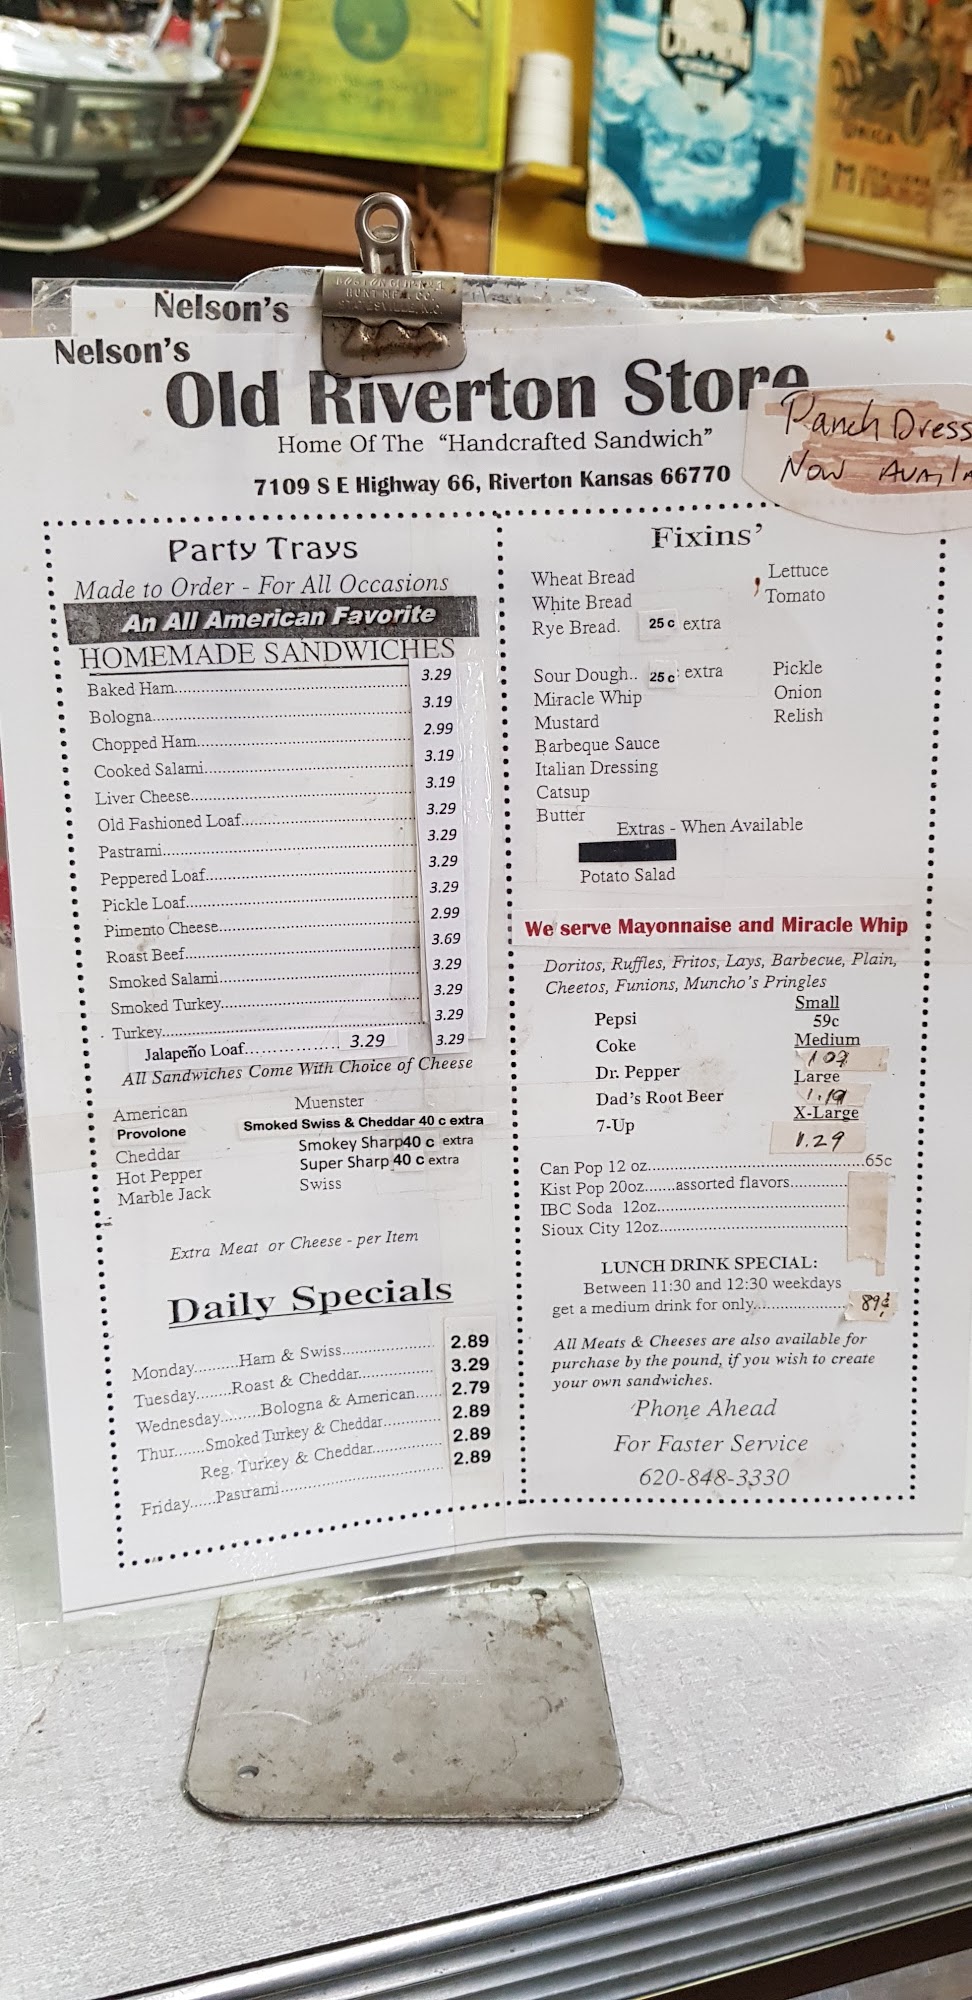 Nelson's
Nelson's
Old Riverton Store
Home Of The "Handcrafted Sandwich"
7109 S E Highway 66, Riverton Kansas 66770
Ranch Dress
Now Availa
Party Trays
Made to Order - For All Occasions
An All American Favorite
HOMEMADE SANDWICHES
Baked Ham 3.29
Bologna 3.19
Chopped Ham 2.99
Cooked Salami 3.19
Liver Cheese 3.19
Old Fashioned Loaf 3.29
Pastrami 3.29
Peppered Loaf 3.29
Pickle Loaf 3.29
Pimento Cheese 2.99
Roast Beef 3.69
Smoked Salami 3.29
Smoked Turkey 3.29
Turkey 3.29
Jalapeño Loaf 3.29 3.29
All Sandwiches Come With Choice of Cheese
American
Provolone
Cheddar
Hot Pepper
Marble Jack
Muenster
Smoked Swiss & Cheddar 40 c extra
Smokey Sharp 40 c extra
Super Sharp 40 c extra
Swiss
Extra Meat or Cheese - per Item
Daily Specials
Monday.........Ham & Swiss 2.89
Tuesday.......Roast & Cheddar 3.29
Wednesday.........Bologna & American 2.79
Thur......Smoked Turkey & Cheddar 2.89
Reg. Turkey & Cheddar 2.89
Friday......Pastrami 2.89
Fixins'
Wheat Bread
White Bread
Rye Bread. 25 c extra
Sour Dough.. 25 c extra
Miracle Whip
Mustard
Barbeque Sauce
Italian Dressing
Catsup
Butter
Lettuce
Tomato
Pickle
Onion
Relish
Extras - When Available
Potato Salad
We serve Mayonnaise and Miracle Whip
Doritos, Ruffles, Fritos, Lays, Barbecue, Plain,
Cheetos, Funions, Muncho's Pringles
Pepsi
Coke
Dr. Pepper
Dad's Root Beer
7-Up
Small
59c
Medium
1.09
Large
1.19
X-Large
1.29
Can Pop 12 oz 65c
Kist Pop 20oz.......assorted flavors
IBC Soda 12oz
Sioux City 12oz
LUNCH DRINK SPECIAL:
Between 11:30 and 12:30 weekdays
get a medium drink for only 89¢
All Meats & Cheeses are also available for
purchase by the pound, if you wish to create
your own sandwiches.
Phone Ahead
For Faster Service
620-848-3330